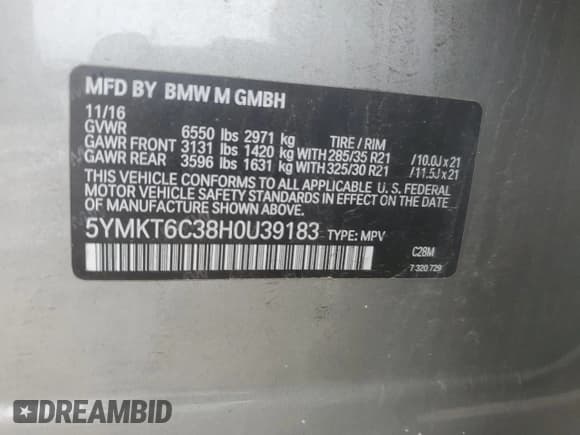 MFD BY BMW M GMBH
11/16
GVWR 6550 lbs 2971 kg TIRE / RIM
GAWR FRONT 3131 lbs 1420 kg WITH 285/35 R21 /10.0J x 21
GAWR REAR 3596 lbs 1631 kg WITH 325/30 R21 /11.5J x 21
THIS VEHICLE CONFORMS TO ALL APPLICABLE U. S. FEDERAL
MOTOR VEHICLE SAFETY STANDARDS IN EFFECT ON THE DATE
OF MANUFACTURE SHOWN ABOVE.
5YMKT6C38H0U39183 TYPE: MPV
C28M
7 320 729
DREAMBID